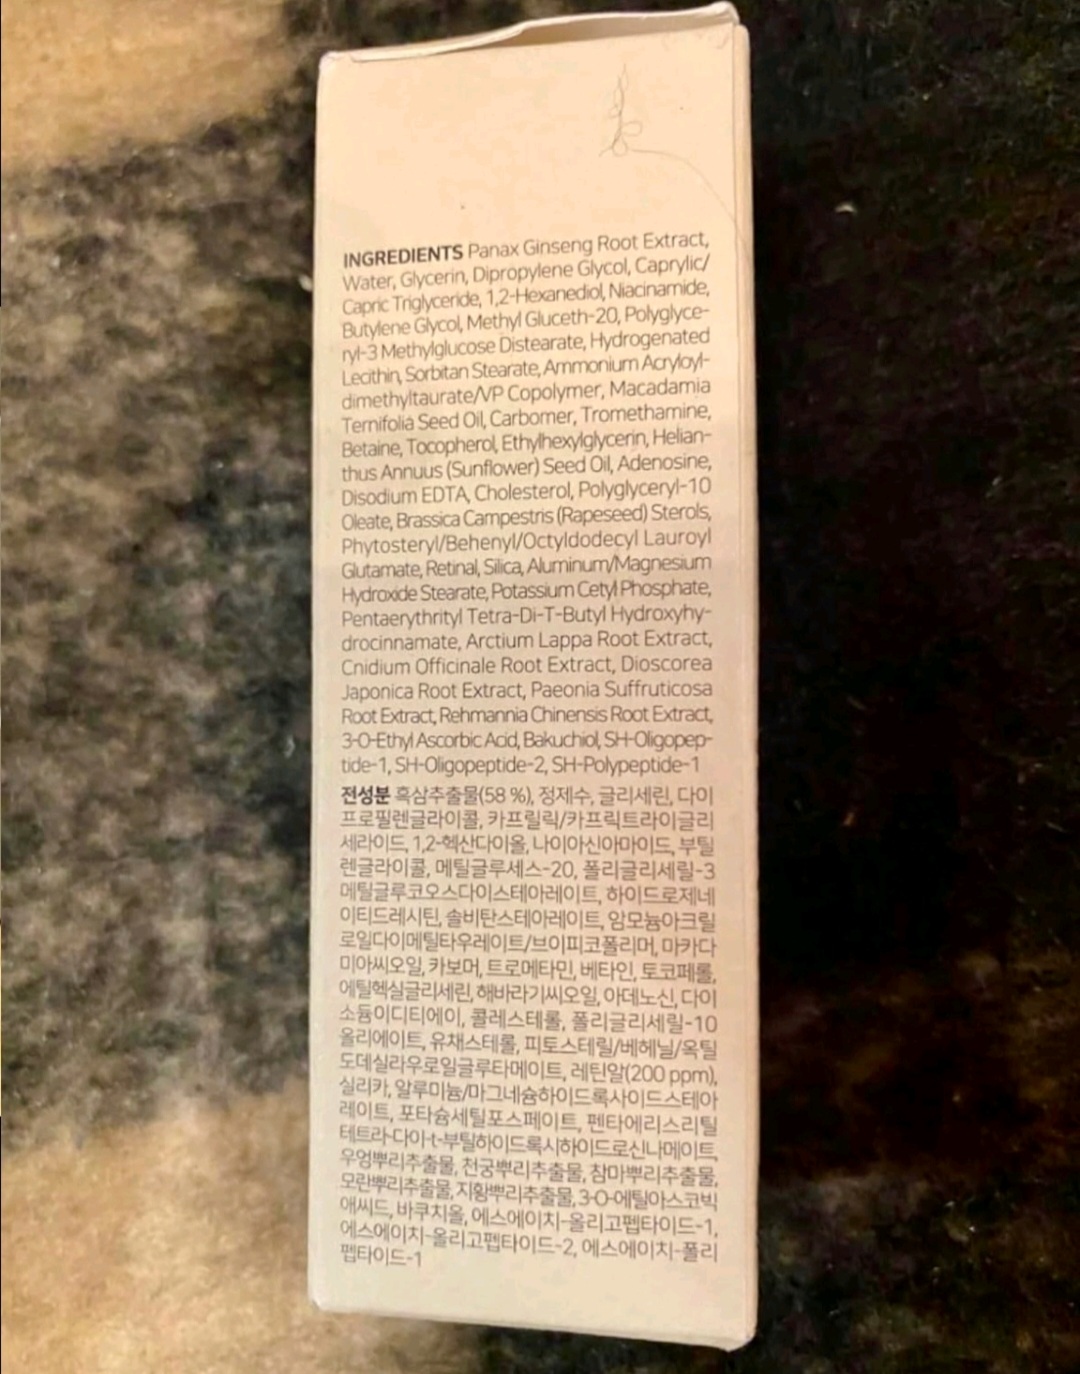 INGREDIENTS Panax Ginseng Root Extract,
Water, Glycerin, Dipropylene Glycol, Caprylic/
Capric Triglyceride, 1,2-Hexanediol, Niacinamide,
Butylene Glycol, Methyl Gluceth-20, Polyglyce-
ryl-3 Methylglucose Distearate, Hydrogenated
Lecithin, Sorbitan Stearate, Ammonium Acryloyl-
dimethyltaurate/VP Copolymer, Macadamia
Ternifolia Seed Oil, Carbomer, Tromethamine,
Betaine, Tocopherol, Ethylhexylglycerin, Helian-
thus Annuus (Sunflower) Seed Oil, Adenosine,
Disodium EDTA, Cholesterol, Polyglyceryl-10
Oleate, Brassica Campestris (Rapeseed) Sterols,
Phytosteryl/Behenyl/Octyldodecyl Lauroyl
Glutamate, Retinal, Silica, Aluminum/Magnesium
Hydroxide Stearate, Potassium Cetyl Phosphate,
Pentaerythrityl Tetra-Di-T-Butyl Hydroxyhy-
drocinnamate, Arctium Lappa Root Extract,
Cnidium Officinale Root Extract, Dioscorea
Japonica Root Extract, Paeonia Suffruticosa
Root Extract, Rehmannia Chinensis Root Extract,
3-O-Ethyl Ascorbic Acid, Bakuchiol, SH-Oligopep-
tide-1, SH-Oligopeptide-2, SH-Polypeptide-1
전성분 흑삼추출물(58 %), 정제수, 글리세린, 다이
프로필렌글라이콜, 카프릴릭/카프릭트라이글리
세라이드, 1,2-헥산다이올, 나이아신아마이드, 부틸
렌글라이콜, 메틸글루세스-20, 폴리글리세릴-3
메틸글루코오스다이스테아레이트, 하이드로제네
이티드레시틴, 솔비탄스테아레이트, 암모늄아크릴
로일다이메틸타우레이트/브이피코폴리머, 마카다
미아씨오일, 카보머, 트로메타민, 베타인, 토코페롤,
에틸헥실글리세린, 해바라기씨오일, 아데노신, 다이
소듐이디티에이, 콜레스테롤, 폴리글리세릴-10
올리에이트, 유채스테롤, 피토스테릴/베헤닐/옥틸
도데실라우로일글루타메이트, 레틴알(200 ppm),
실리카, 알루미늄/마그네슘하이드록사이드스테아
레이트, 포타슘세틸포스페이트, 펜타에리스리틸
테트라-다이-t-부틸하이드록시하이드로신나메이트,
우엉뿌리추출물, 천궁뿌리추출물, 참마뿌리추출물,
모란뿌리추출물, 지황뿌리추출물, 3-O-에틸아스코빅
애씨드, 바쿠치올, 에스에이치-올리고펩타이드-1,
에스에이치-올리고펩타이드-2, 에스에이치-폴리
펩타이드-1